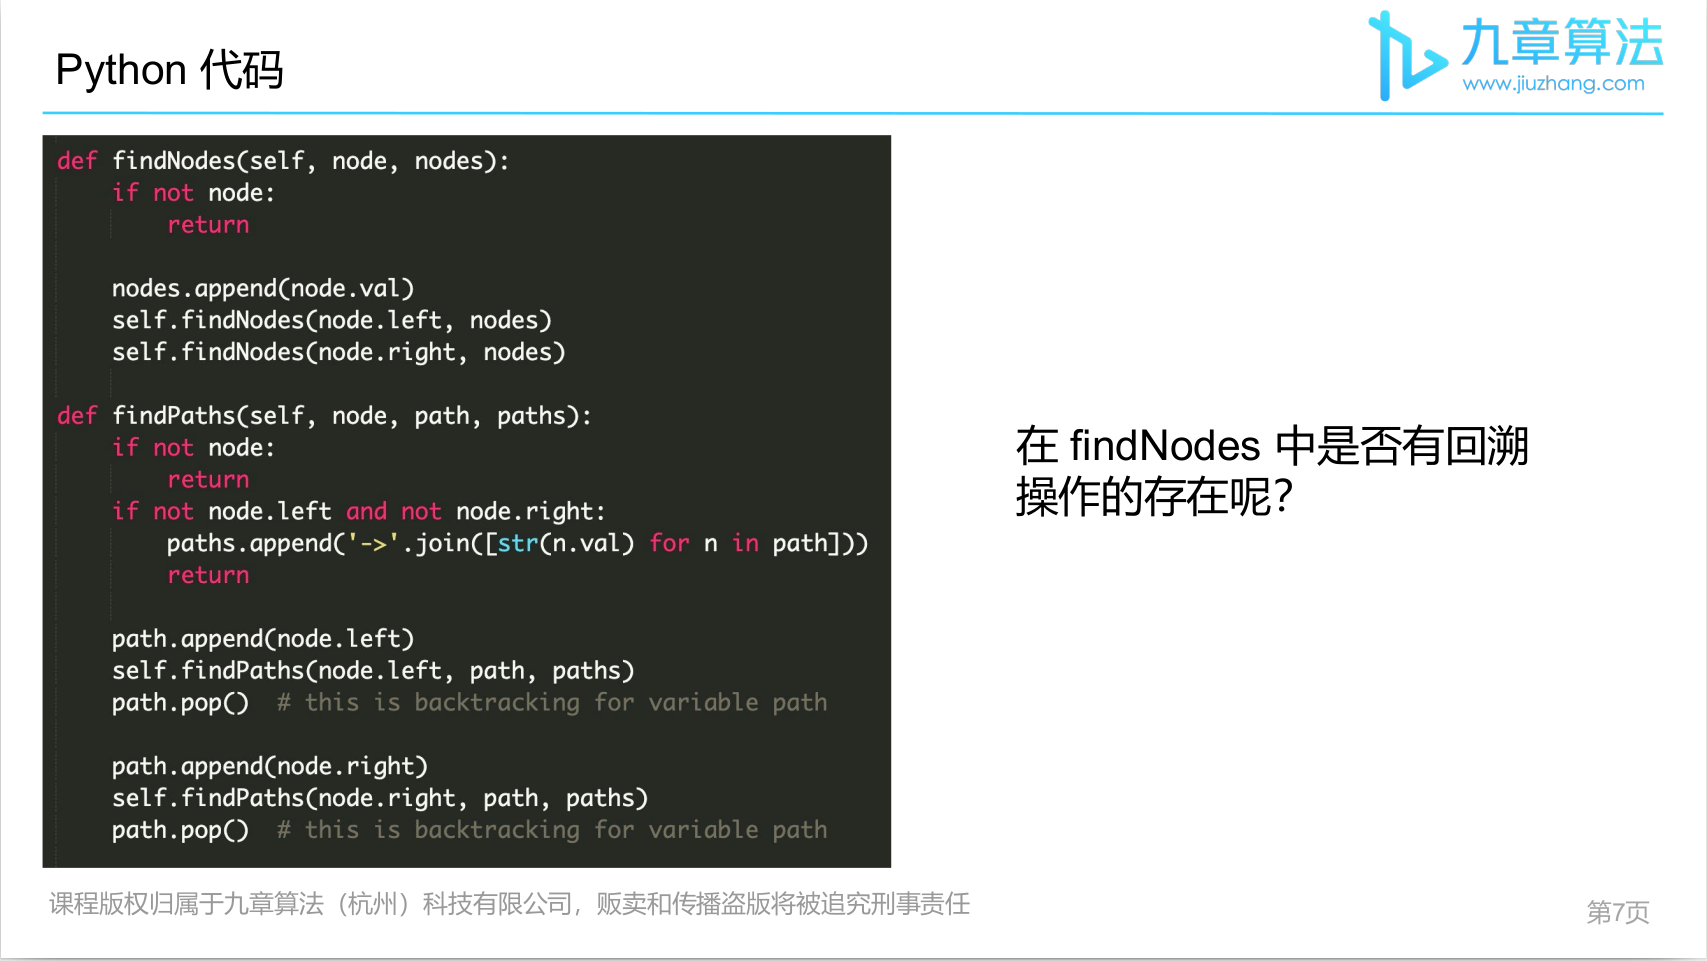 Python 代码
九章算法
www.jiuzhang.com
def findNodes(self, node, nodes):
    if not node:
        return

    nodes.append(node.val)
    self.findNodes(node.left, nodes)
    self.findNodes(node.right, nodes)

def findPaths(self, node, path, paths):
    if not node:
        return
    if not node.left and not node.right:
        paths.append('->'.join([str(n.val) for n in path]))
        return

    path.append(node.left)
    self.findPaths(node.left, path, paths)
    path.pop()  # this is backtracking for variable path

    path.append(node.right)
    self.findPaths(node.right, path, paths)
    path.pop()  # this is backtracking for variable path
在 findNodes 中是否有回溯
操作的存在呢?
课程版权归属于九章算法（杭州）科技有限公司，贩卖和传播盗版将被追究刑事责任
第7页